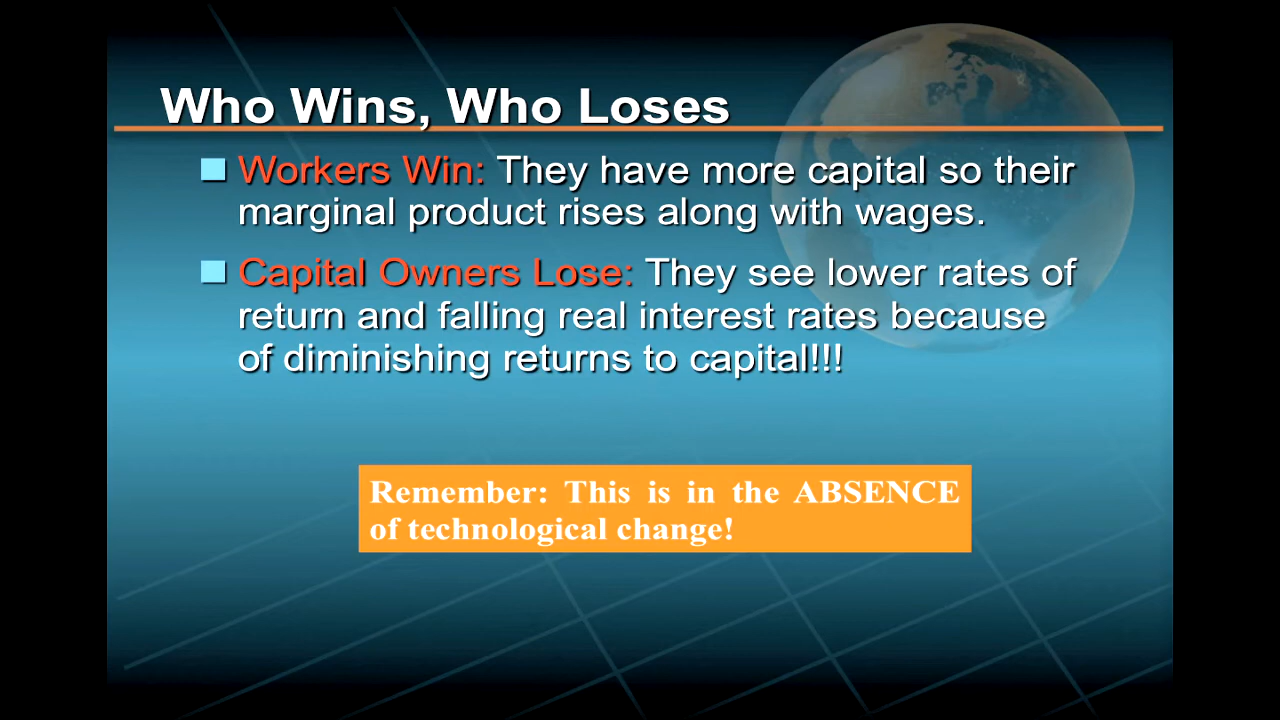 Who Wins, Who Loses
Workers Win: They have more capital so their
marginal product rises along with wages.
Capital Owners Lose: They see lower rates of
return and falling real interest rates because
of diminishing returns to capital!!!
Remember: This is in the ABSENCE
of technological change!